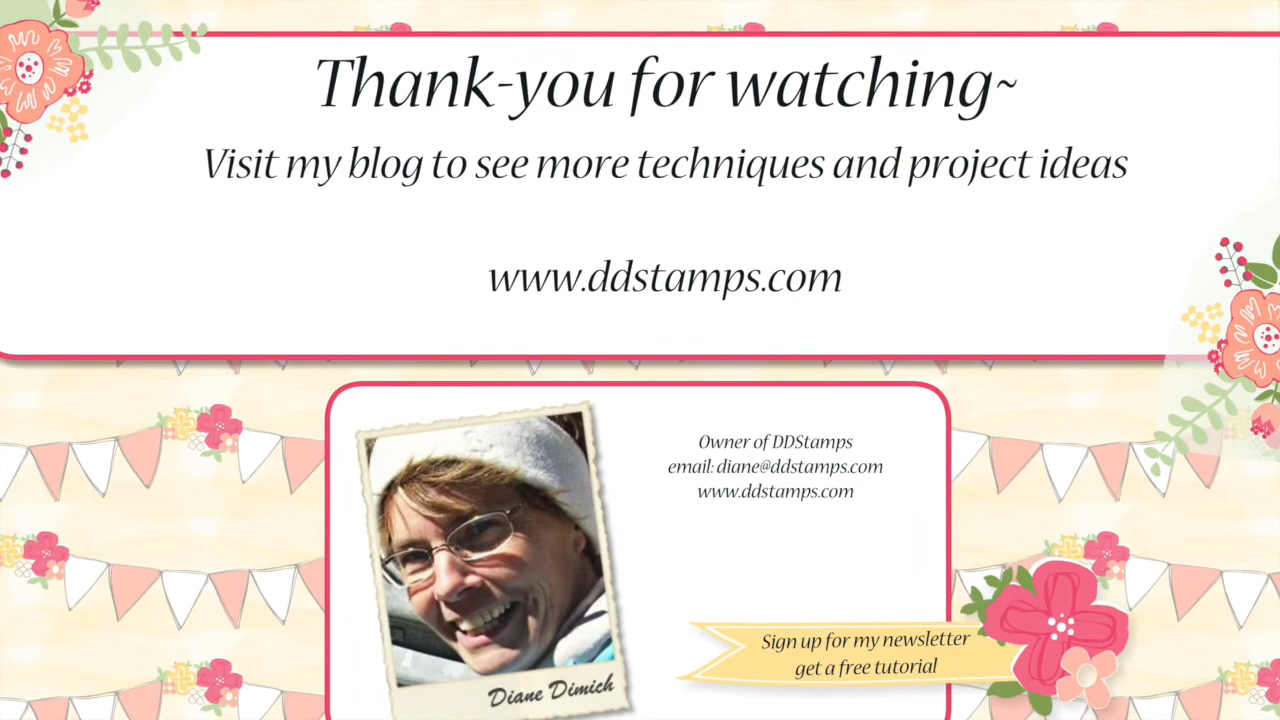 Thank-you for watching~
Visit my blog to see more techniques and project ideas
www.ddstamps.com
Owner of DDStamps
email: diane@ddstamps.com
www.ddstamps.com
Sign up for my newsletter
get a free tutorial
Diane Dimich